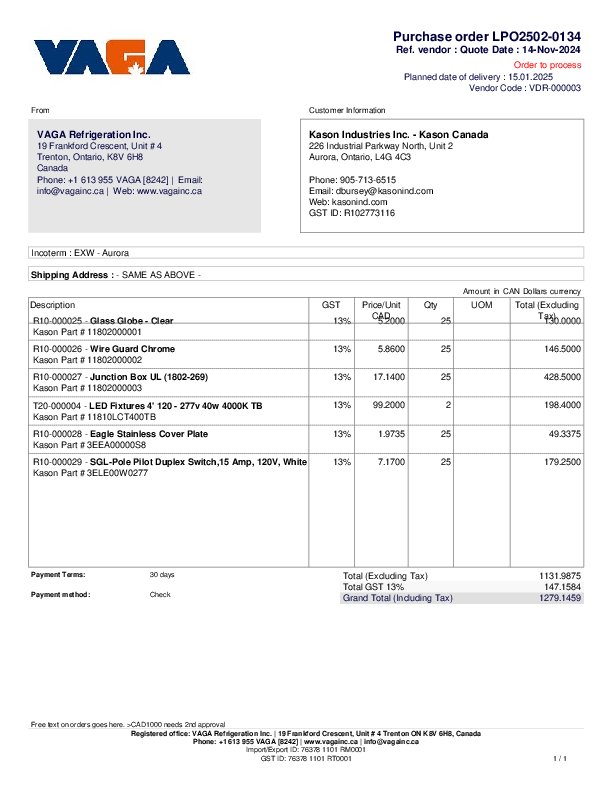 VAGA
Purchase order LPO2502-0134
Ref. vendor : Quote Date : 14-Nov-2024
Order to process
Planned date of delivery : 15.01.2025
Vendor Code : VDR-000003
From
Customer Information
VAGA Refrigeration Inc.
19 Frankford Crescent, Unit # 4
Trenton, Ontario, K8V 6H8
Canada
Phone: +1 613 955 VAGA [8242] | Email:
info@vagainc.ca | Web: www.vagainc.ca
Kason Industries Inc. - Kason Canada
226 Industrial Parkway North, Unit 2
Aurora, Ontario, L4G 4C3
Phone: 905-713-6515
Email: dbursey@kasonind.com
Web: kasonind.com
GST ID: R102773116
Incoterm : EXW - Aurora
Shipping Address : - SAME AS ABOVE -
Amount in CAN Dollars currency
Description GST Price/Unit CAD Qty UOM Total (Excluding Tax)
R10-000025 - Glass Globe - Clear 13% 5.2000 25 130.0000
Kason Part # 11802000001
R10-000026 - Wire Guard Chrome 13% 5.8600 25 146.5000
Kason Part # 11802000002
R10-000027 - Junction Box UL (1802-269) 13% 17.1400 25 428.5000
Kason Part # 11802000003
T20-000004 - LED Fixtures 4' 120 - 277v 40w 4000K TB 13% 99.2000 2 198.4000
Kason Part # 11810LCT400TB
R10-000028 - Eagle Stainless Cover Plate 13% 1.9735 25 49.3375
Kason Part # 3EEA00000S8
R10-000029 - SGL-Pole Pilot Duplex Switch,15 Amp, 120V, White 13% 7.1700 25 179.2500
Kason Part # 3ELE00W0277
Payment Terms: 30 days
Payment method: Check
Total (Excluding Tax) 1131.9875
Total GST 13% 147.1584
Grand Total (Including Tax) 1279.1459
Free text on orders goes here. >CAD1000 needs 2nd approval
Registered office: VAGA Refrigeration Inc. | 19 Frankford Crescent, Unit # 4 Trenton ON K8V 6H8, Canada
Phone: +1 613 955 VAGA [8242] | www.vagainc.ca | info@vagainc.ca
Import/Export ID: 76378 1101 RM0001
GST ID: 76378 1101 RT0001
1 / 1